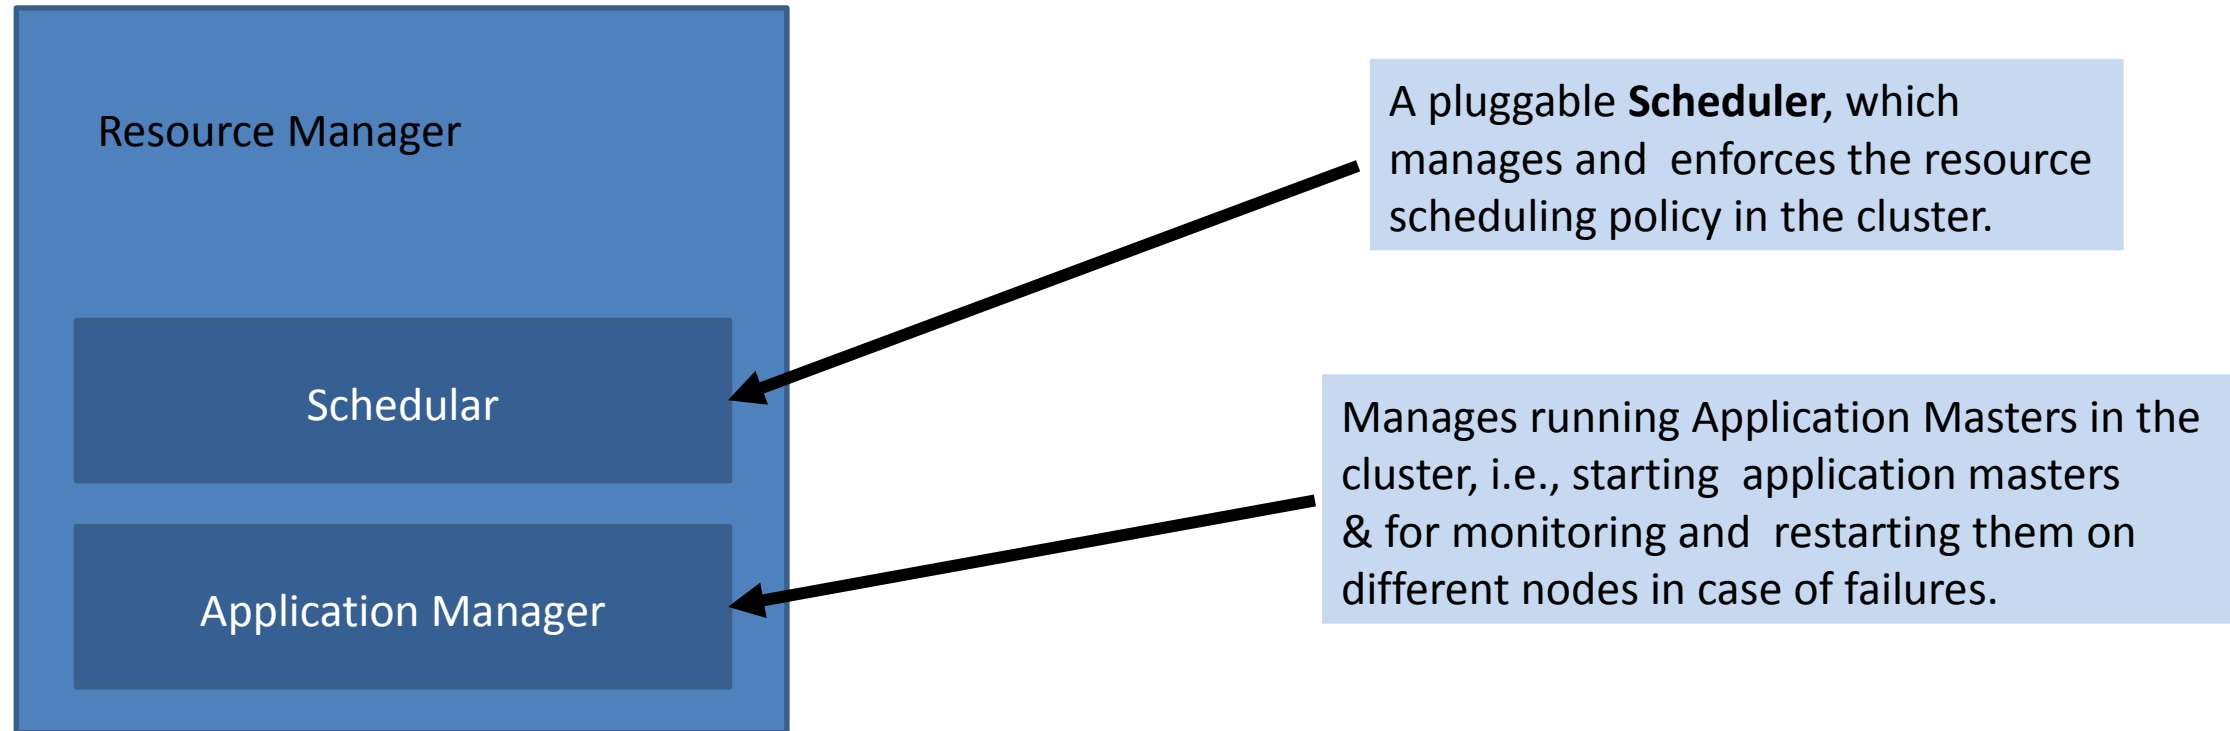 Resource Manager
Schedular
Application Manager
A pluggable Scheduler, which
manages and  enforces the resource
scheduling policy in the cluster.
Manages running Application Masters in the
cluster, i.e., starting  application masters
& for monitoring and  restarting them on
different nodes in case of failures.